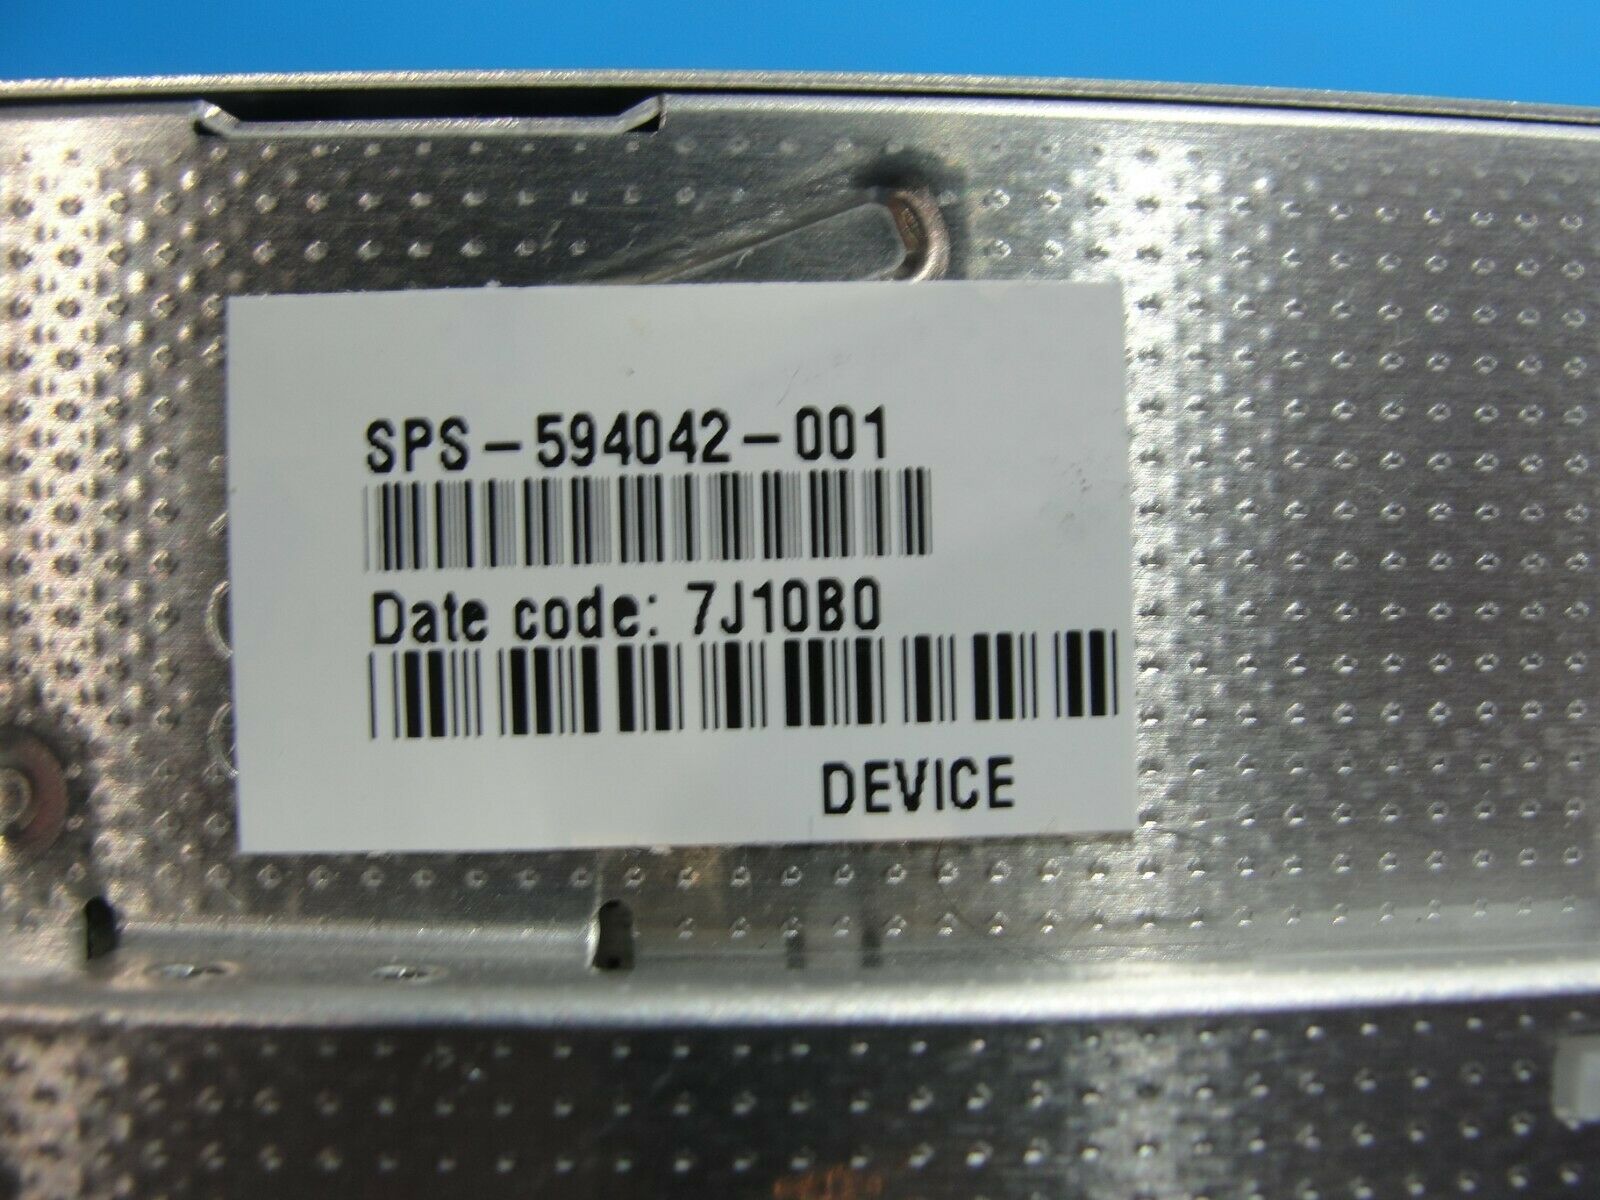 SPS-594042-001
Date code: 7J10B0
DEVICE